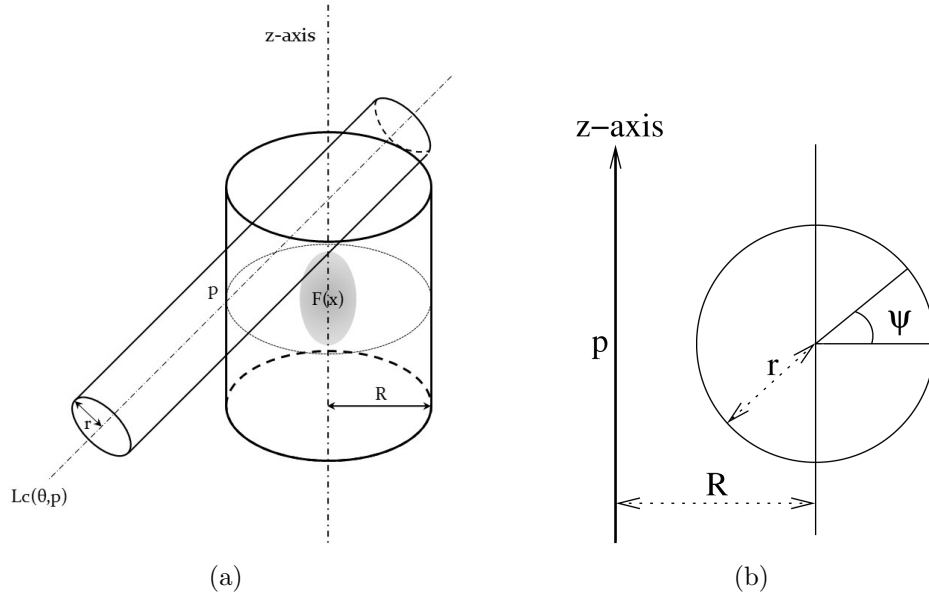 z-axis
p
F(x)
R
r
Lc(θ,p)
(a)
z-axis
p
r
ψ
R
(b)